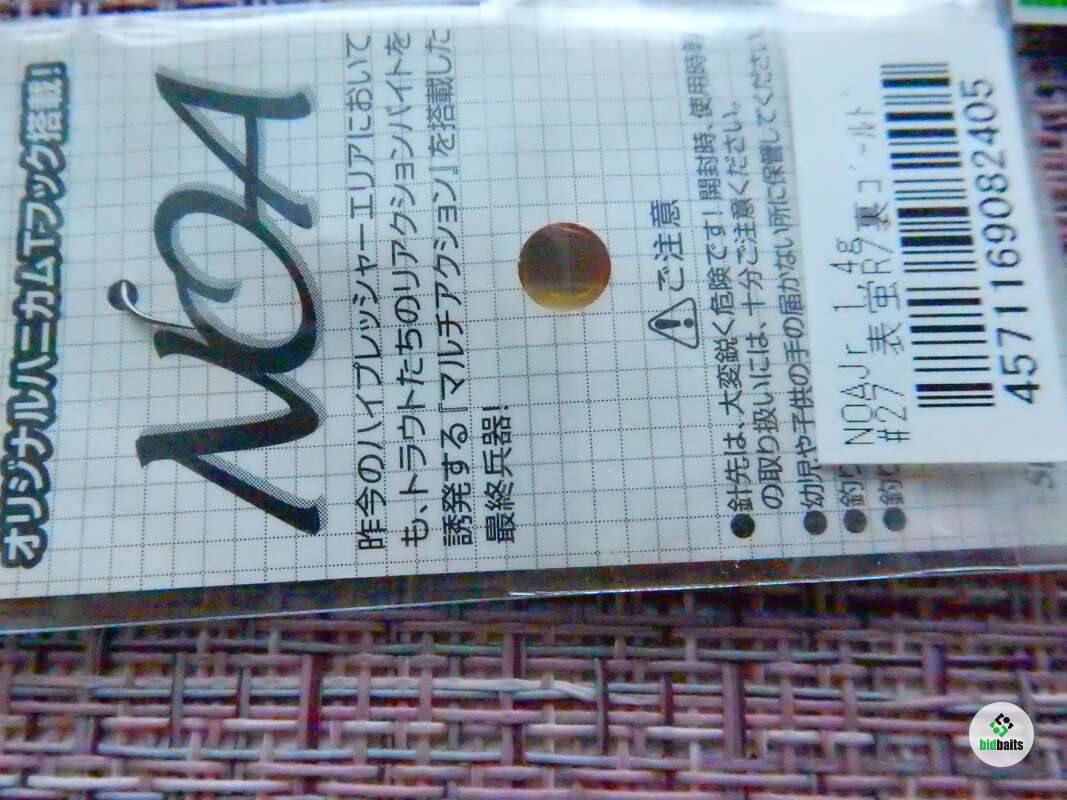 オリジナルハニカムTフック搭載!
NOA
昨今のハイプレッシャーエリアにおいて
も、トラウトたちのリアクションバイトを
誘発する『マルチアクション』を搭載した
最終兵器!
ご注意
●針先は、大変鋭く危険です!開封時、使用時
の取り扱いには、十分ご注意ください。
●幼児や子供の手の届かない所に保管してください
●釣
●釣
NOAJr 1.4g
#27 表蛍R/裏ゴールド
4571169082405
bidbaits